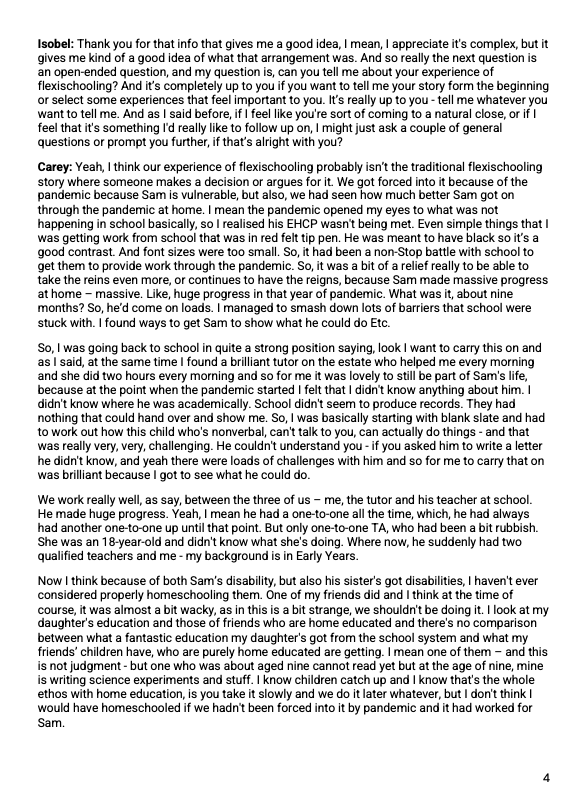 Isobel: Thank you for that info that gives me a good idea, I mean, I appreciate it's complex, but it
gives me kind of a good idea of what that arrangement was. And so really the next question is
an open-ended question, and my question is, can you tell me about your experience of
flexischooling? And it's completely up to you if you want to tell me your story form the beginning
or select some experiences that feel important to you. It's really up to you - tell me whatever you
want to tell me. And as I said before, if I feel like you're sort of coming to a natural close, or if I
feel that it's something I'd really like to follow up on, I might just ask a couple of general
questions or prompt you further, if that's alright with you?
Carey: Yeah, I think our experience of flexischooling probably isn't the traditional flexischooling
story where someone makes a decision or argues for it. We got forced into it because of the
pandemic because Sam is vulnerable, but also, we had seen how much better Sam got on
through the pandemic at home. I mean the pandemic opened my eyes to what was not
happening in school basically, so I realised his EHCP wasn't being met. Even simple things that I
was getting work from school that was in red felt tip pen. He was meant to have black so it's a
good contrast. And font sizes were too small. So, it had been a non-Stop battle with school to
get them to provide work through the pandemic. So, it was a bit of a relief really to be able to
take the reins even more, or continues to have the reigns, because Sam made massive progress
at home – massive. Like, huge progress in that year of pandemic. What was it, about nine
months? So, he'd come on loads. I managed to smash down lots of barriers that school were
stuck with. I found ways to get Sam to show what he could do Etc.
So, I was going back to school in quite a strong position saying, look I want to carry this on and
as I said, at the same time I found a brilliant tutor on the estate who helped me every morning
and she did two hours every morning and so for me it was lovely to still be part of Sam's life,
because at the point when the pandemic started I felt that I didn't know anything about him. I
didn't know where he was academically. School didn't seem to produce records. They had
nothing that could hand over and show me. So, I was basically starting with blank slate and had
to work out how this child who's nonverbal, can't talk to you, can actually do things - and that
was really very, very, challenging. He couldn't understand you - if you asked him to write a letter
he didn't know, and yeah there were loads of challenges with him and so for me to carry that on
was brilliant because I got to see what he could do.
We work really well, as say, between the three of us – me, the tutor and his teacher at school.
He made huge progress. Yeah, I mean he had a one-to-one all the time, which, he had always
had another one-to-one up until that point. But only one-to-one TA, who had been a bit rubbish.
She was an 18-year-old and didn't know what she's doing. Where now, he suddenly had two
qualified teachers and me - my background is in Early Years.
Now I think because of both Sam's disability, but also his sister's got disabilities, I haven't ever
considered properly homeschooling them. One of my friends did and I think at the time of
course, it was almost a bit wacky, as in this is a bit strange, we shouldn't be doing it. I look at my
daughter's education and those of friends who are home educated and there's no comparison
between what a fantastic education my daughter's got from the school system and what my
friends' children have, who are purely home educated are getting. I mean one of them – and this
is not judgment - but one who was about aged nine cannot read yet but at the age of nine, mine
is writing science experiments and stuff. I know children catch up and I know that's the whole
ethos with home education, is you take it slowly and we do it later whatever, but I don't think I
would have homeschooled if we hadn't been forced into it by pandemic and it had worked for
Sam.
4